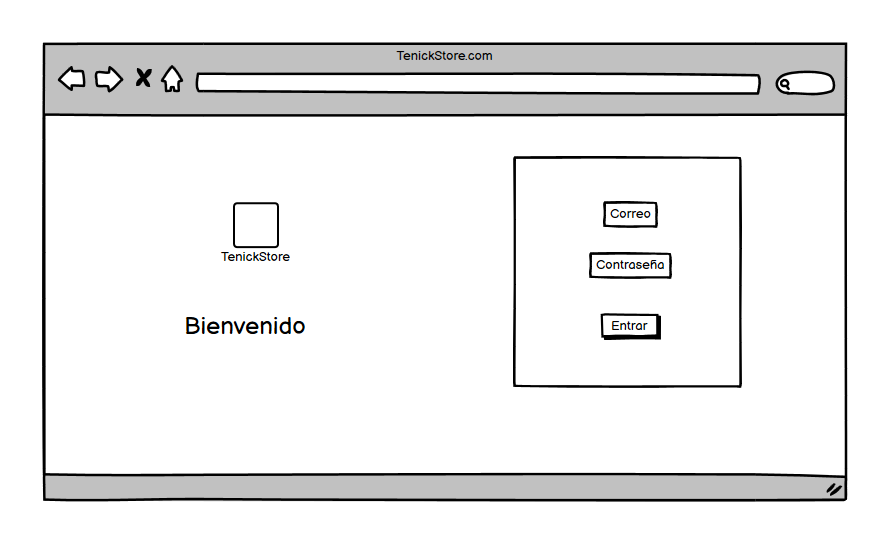 TenickStore.com
TenickStore
Bienvenido
Correo
Contraseña
Entrar